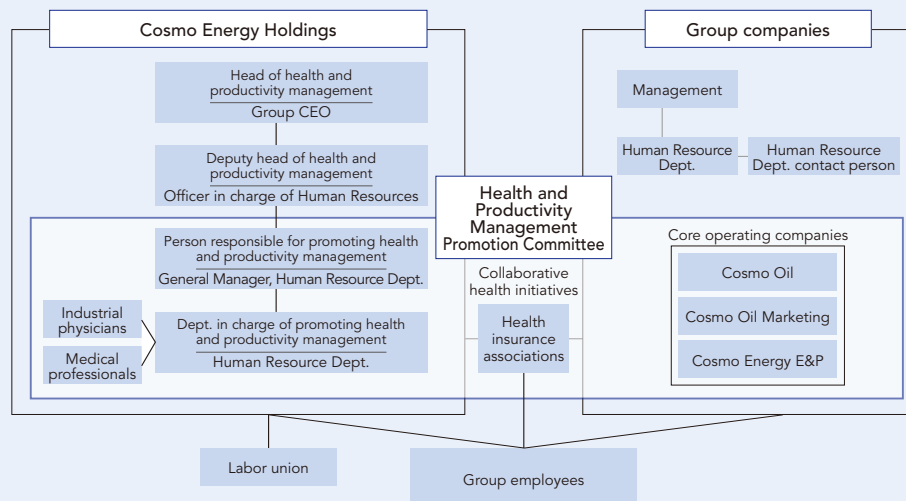 Cosmo Energy Holdings
Head of health and
productivity management
Group CEO
Deputy head of health and
productivity management
Officer in charge of Human Resources
Person responsible for promoting health
and productivity management
General Manager, Human Resource Dept.
Industrial
physicians
Medical
professionals
Dept. in charge of promoting health
and productivity management
Human Resource Dept.
Health and
Productivity
Management
Promotion Committee
Collaborative
health initiatives
Health
insurance
associations
Group companies
Management
Human Resource
Dept.
Human Resource
Dept. contact person
Core operating companies
Cosmo Oil
Cosmo Oil Marketing
Cosmo Energy E&P
Labor union
Group employees